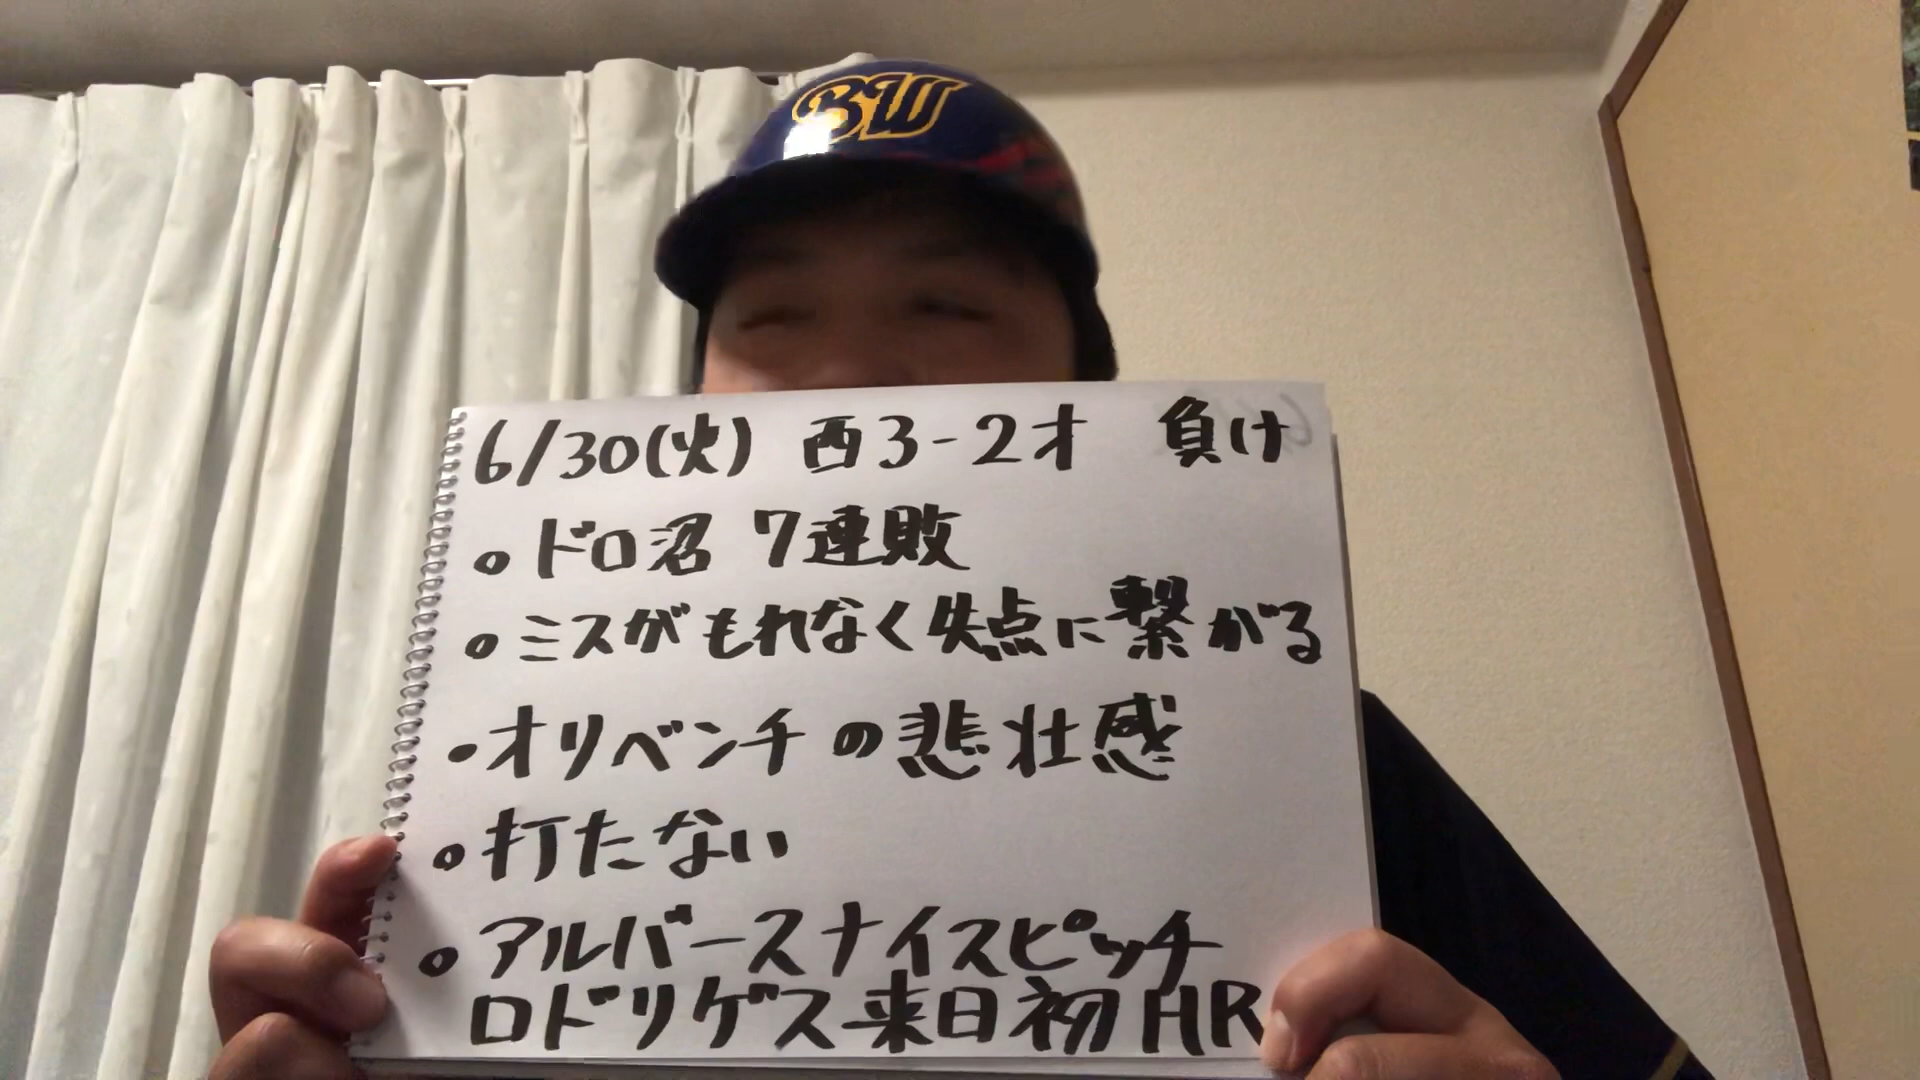 BW
6/30(火) 西3-2オ 負け
○ドロ沼 7連敗
○ミスがもれなく失点に繋がる
・オリベンチの悲壮感
○打たない
○アルバースナイスピッチ
ロドリゲス来日初HR